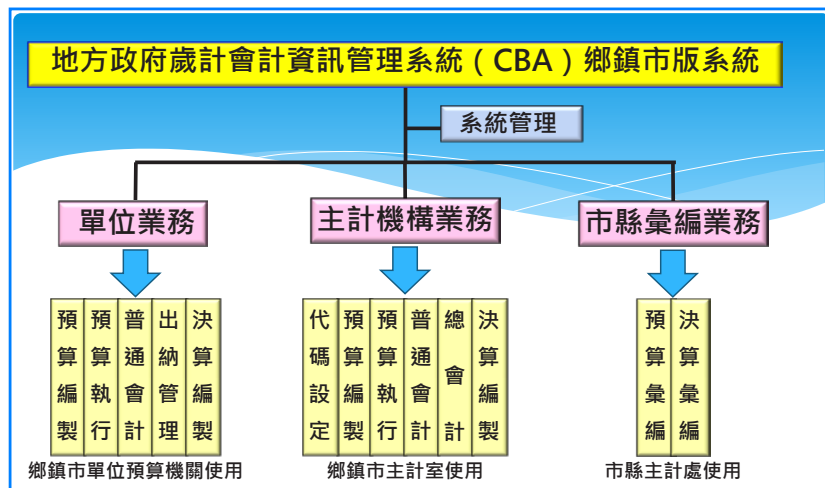 地方政府歲計會計資訊管理系統（CBA）鄉鎮市版系統
系統管理
單位業務
主計機構業務
市縣彙編業務
預算編製
預算執行
普通會計
出納管理
決算編製
代碼設定
預算編製
預算執行
普通會計
總會計
決算編製
預算彙編
決算彙編
鄉鎮市單位預算機關使用
鄉鎮市主計室使用
市縣主計處使用